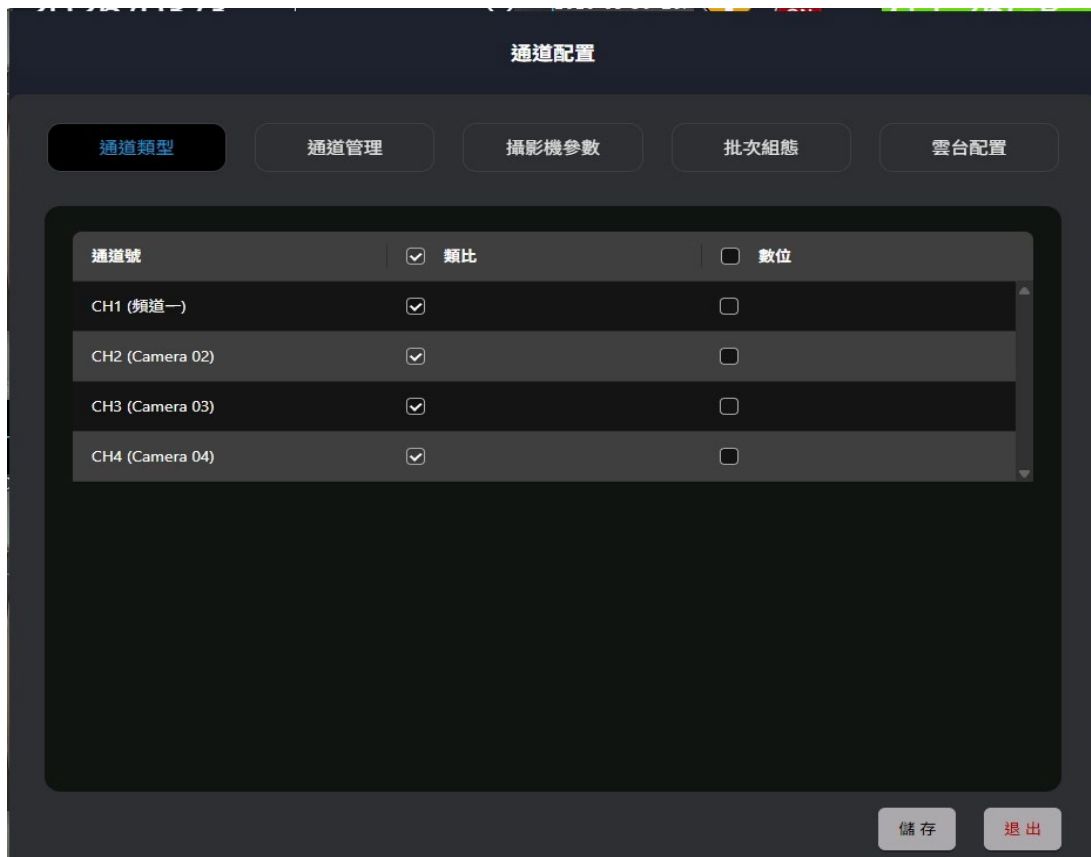 通道配置
通道類型 通道管理 攝影機參數 批次組態 雲台配置
通道號 類比 數位
CH1 (頻道一)
CH2 (Camera 02)
CH3 (Camera 03)
CH4 (Camera 04)
儲存 退出